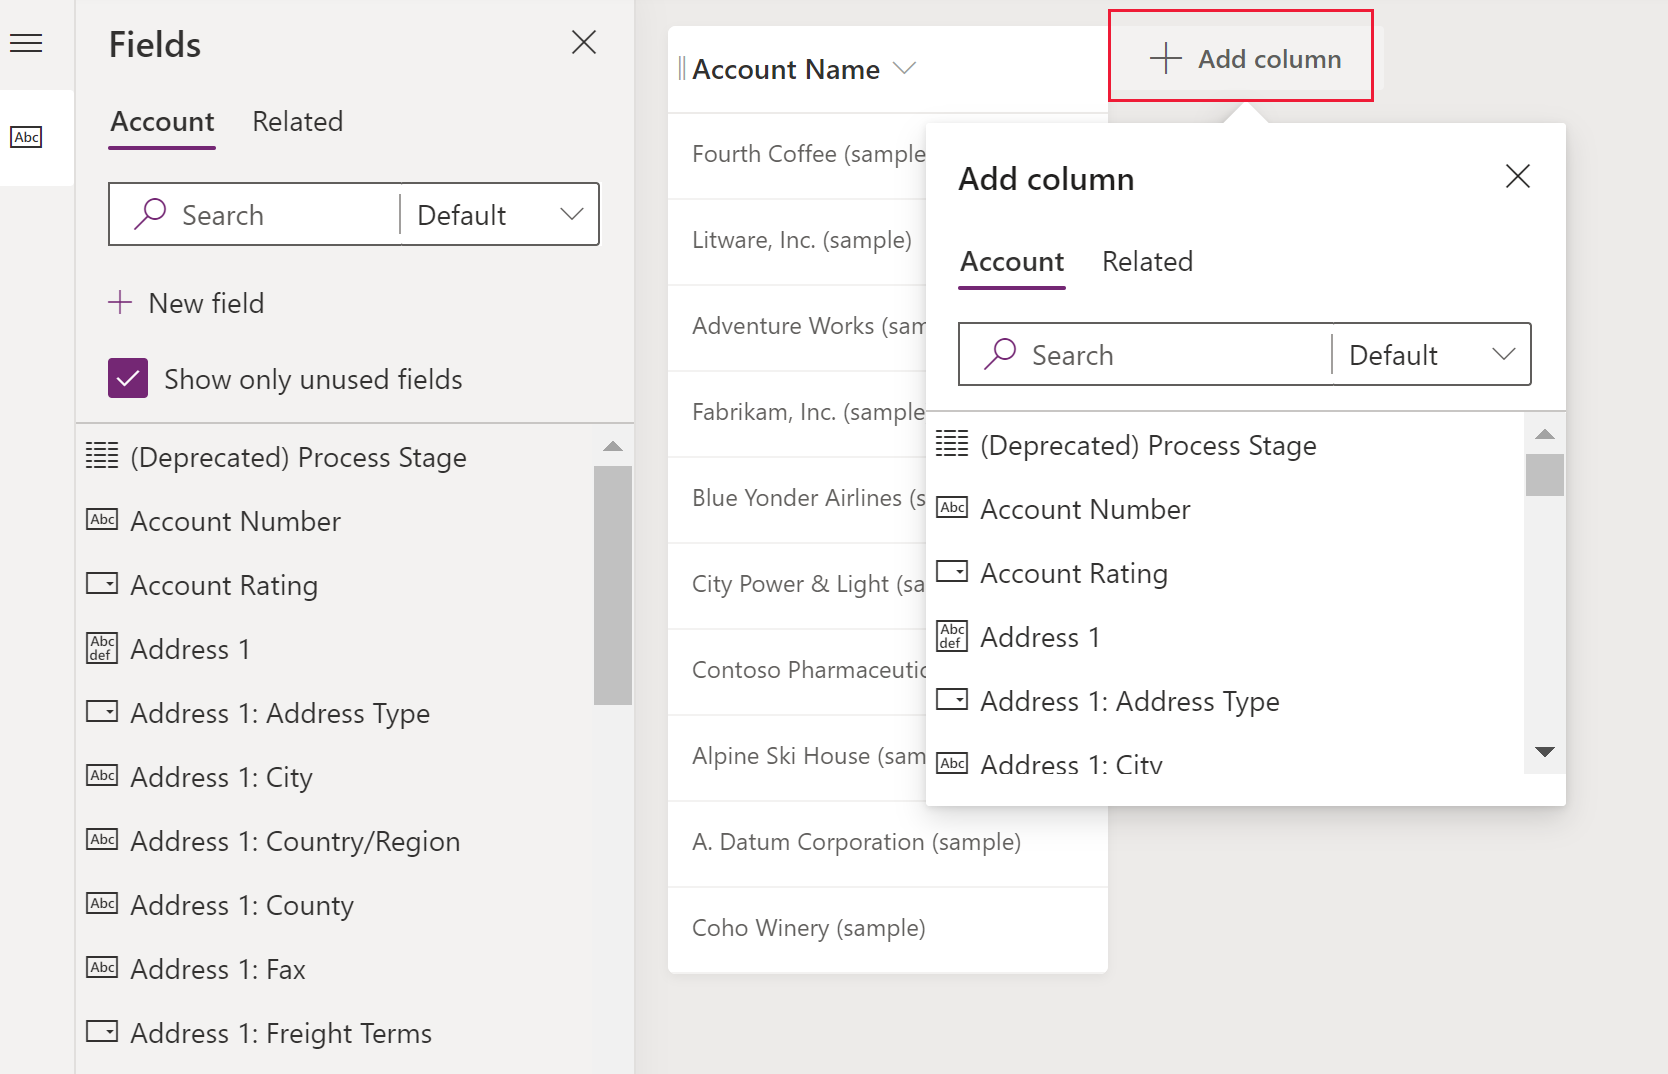 Fields
Account Related
Abc
Search Default
New field
Show only unused fields
(Deprecated) Process Stage
Abc Account Number
Account Rating
Abc
def
Address 1
Address 1: Address Type
Abc Address 1: City
Abc Address 1: Country/Region
Abc Address 1: County
Abc Address 1: Fax
Address 1: Freight Terms
Account Name
Fourth Coffee (sample
Litware, Inc. (sample)
Adventure Works (sam
Fabrikam, Inc. (sample
Blue Yonder Airlines (s
City Power & Light (sa
Contoso Pharmaceutic
Alpine Ski House (sam
A. Datum Corporation (sample)
Coho Winery (sample)
Add column
Add column
Account Related
Search Default
(Deprecated) Process Stage
Abc Account Number
Account Rating
Abc
def
Address 1
Address 1: Address Type
Abc Address 1: City